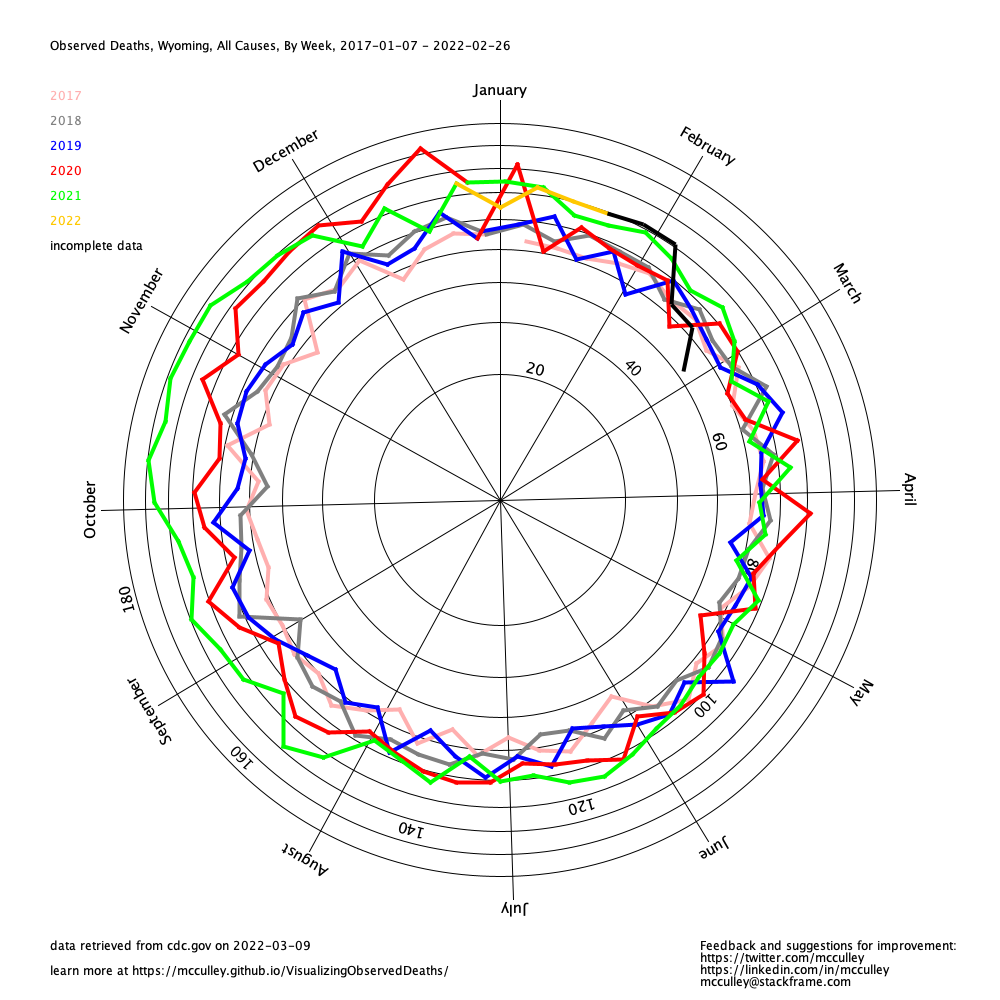 Observed Deaths, Wyoming, All Causes, By Week, 2017-01-07 - 2022-02-26
2017
2018
2019
2020
2021
2022
incomplete data
January
February
March
April
May
June
July
August
September
October
November
December
20
40
60
80
100
120
140
160
180
data retrieved from cdc.gov on 2022-03-09
learn more at https://mcculley.github.io/VisualizingObservedDeaths/
Feedback and suggestions for improvement:
https://twitter.com/mcculley
https://linkedin.com/in/mcculley
mcculley@stackframe.com